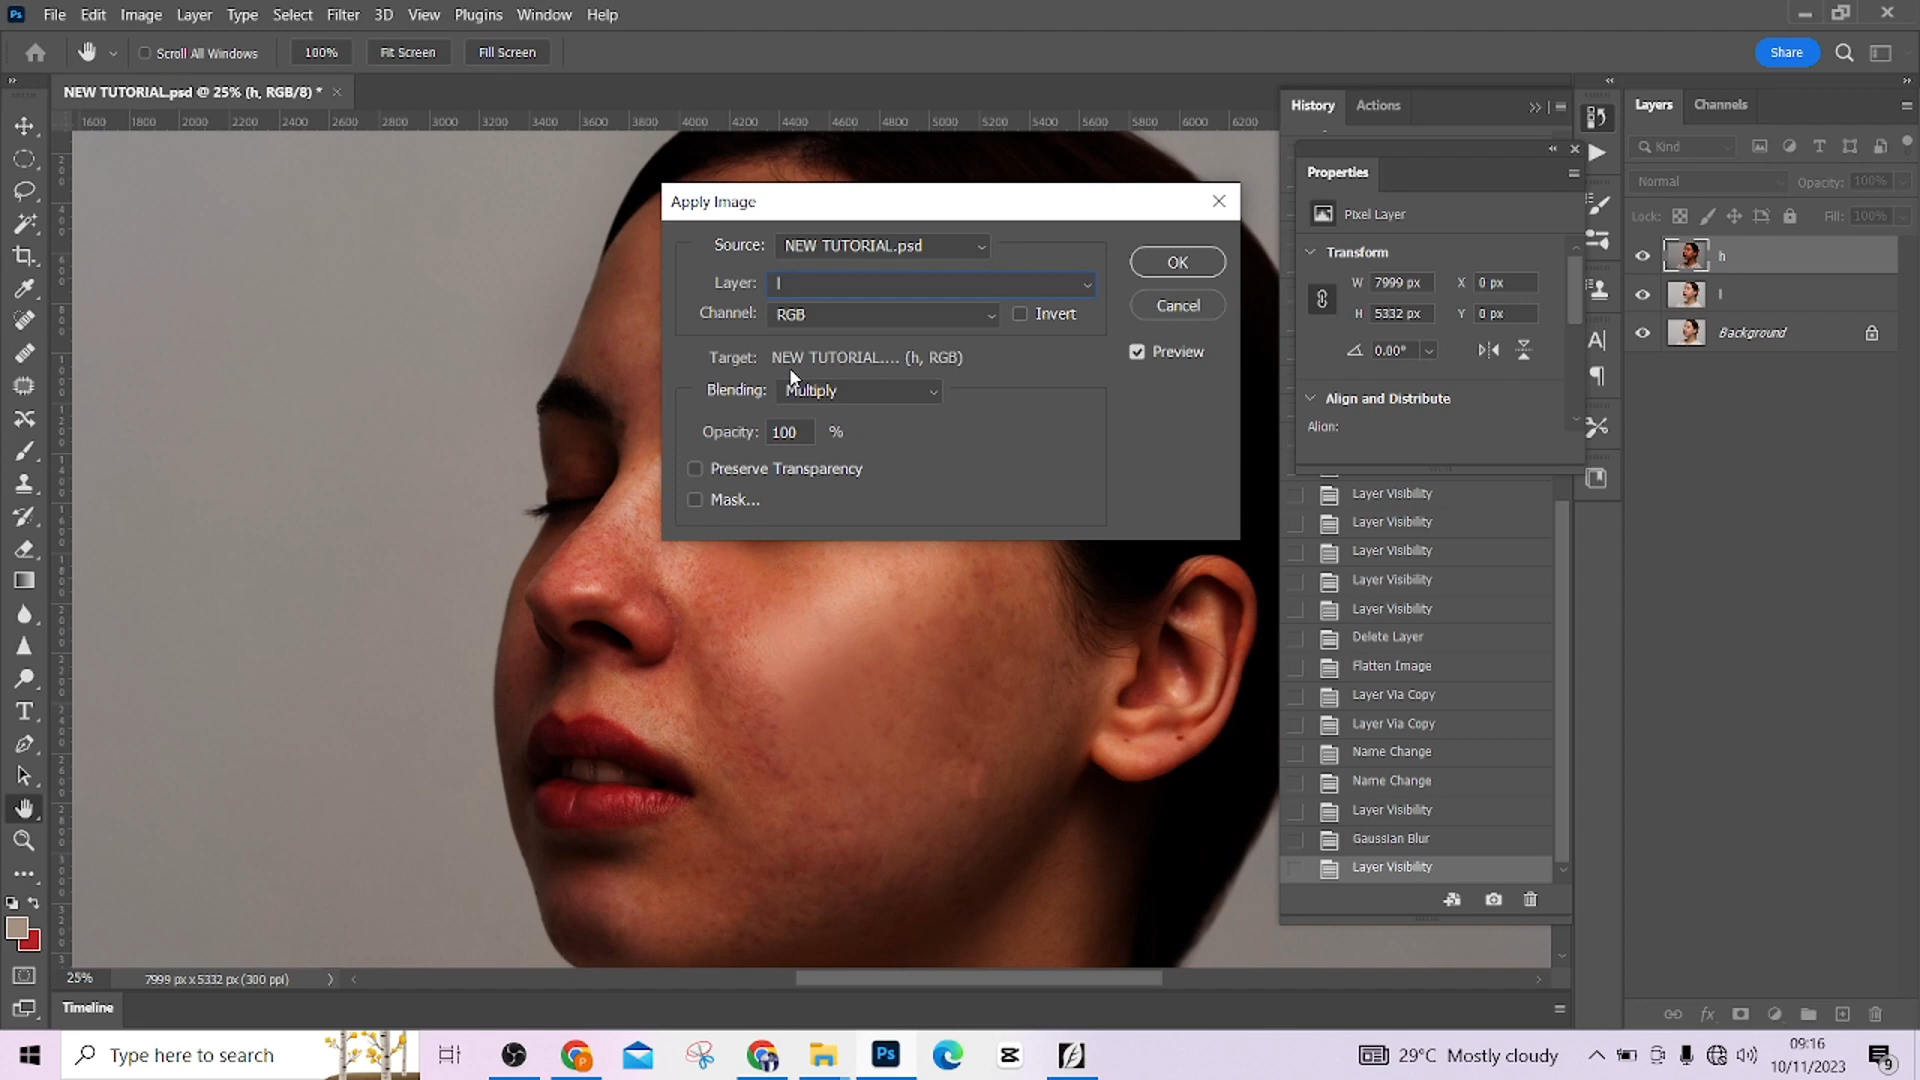 Ps File Edit Image Layer Type Select Filter 3D View Plugins Window Help
Scroll All Windows 100% Fit Screen Fill Screen Share
NEW TUTORIAL.psd @ 25% (h, RGB/8) *
1600 1800 2000 2200 2400 2600 2800 3000 3200 3400 3600 3800 4000 4200 4400 4600 4800 5000 5200 5400 5600 5800 6000 6200
History Actions
Layers Channels
Kind
Normal Opacity: 100%
Lock: Fill: 100%
h
l
Background
Properties
Pixel Layer
Transform
W 7999 px X 0 px
H 5332 px Y 0 px
0.00°
Align and Distribute
Align:
Apply Image
Source: NEW TUTORIAL.psd
Layer: l
Channel: RGB Invert
Target: NEW TUTORIAL.... (h, RGB)
Blending: Multiply
Opacity: 100 %
Preserve Transparency
Mask...
OK
Cancel
Preview
Layer Visibility
Layer Visibility
Layer Visibility
Layer Visibility
Layer Visibility
Delete Layer
Flatten Image
Layer Via Copy
Layer Via Copy
Name Change
Name Change
Layer Visibility
Gaussian Blur
Layer Visibility
25% 7999 px x 5332 px (300 ppi)
Timeline
Type here to search
Ps
29°C Mostly cloudy
09:16
10/11/2023
9